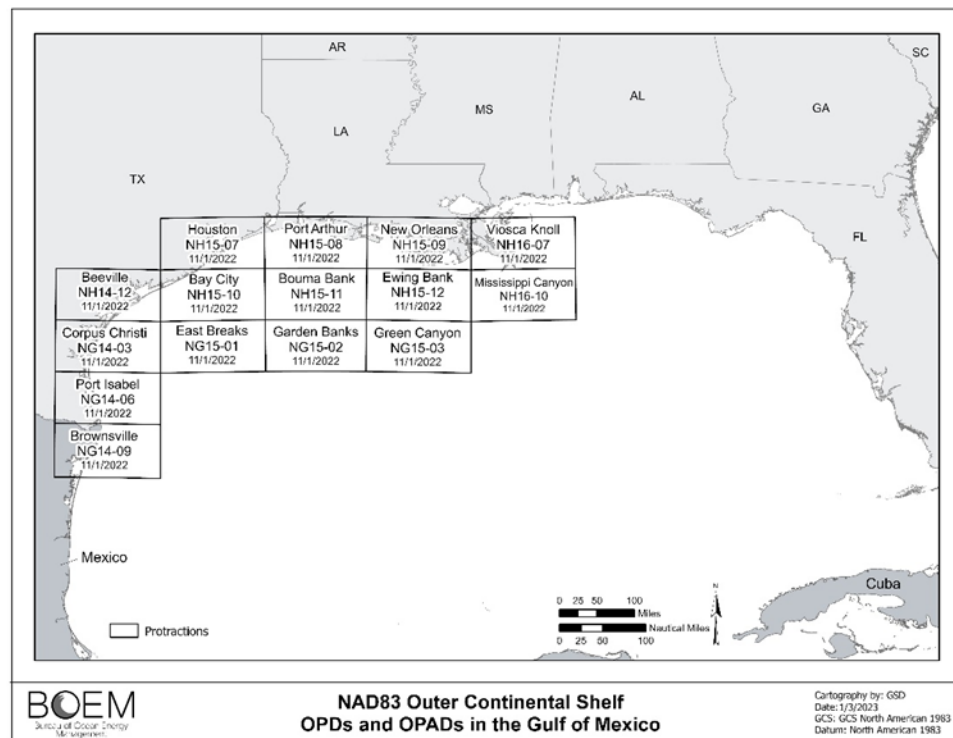 AR
SC
MS
AL
GA
LA
TX
FL
Houston
NH15-07
11/1/2022
Port Arthur
NH15-08
11/1/2022
New Orleans
NH15-09
11/1/2022
Viosca Knoll
NH16-07
11/1/2022
Beeville
NH14-12
11/1/2022
Bay City
NH15-10
11/1/2022
Bouma Bank
NH15-11
11/1/2022
Ewing Bank
NH15-12
11/1/2022
Mississippi Canyon
NH16-10
11/1/2022
Corpus Christi
NG14-03
11/1/2022
East Breaks
NG15-01
11/1/2022
Garden Banks
NG15-02
11/1/2022
Green Canyon
NG15-03
11/1/2022
Port Isabel
NG14-06
11/1/2022
Brownsville
NG14-09
11/1/2022
Mexico
Cuba
Protractions
0 25 50 100
Miles
Nautical Miles
0 25 50 100
N
BOEM
Bureau of Ocean Energy
Management
NAD83 Outer Continental Shelf
OPDs and OPADs in the Gulf of Mexico
Cartography by: GSD
Date: 1/3/2023
GCS: GCS North American 1983
Datum: North American 1983